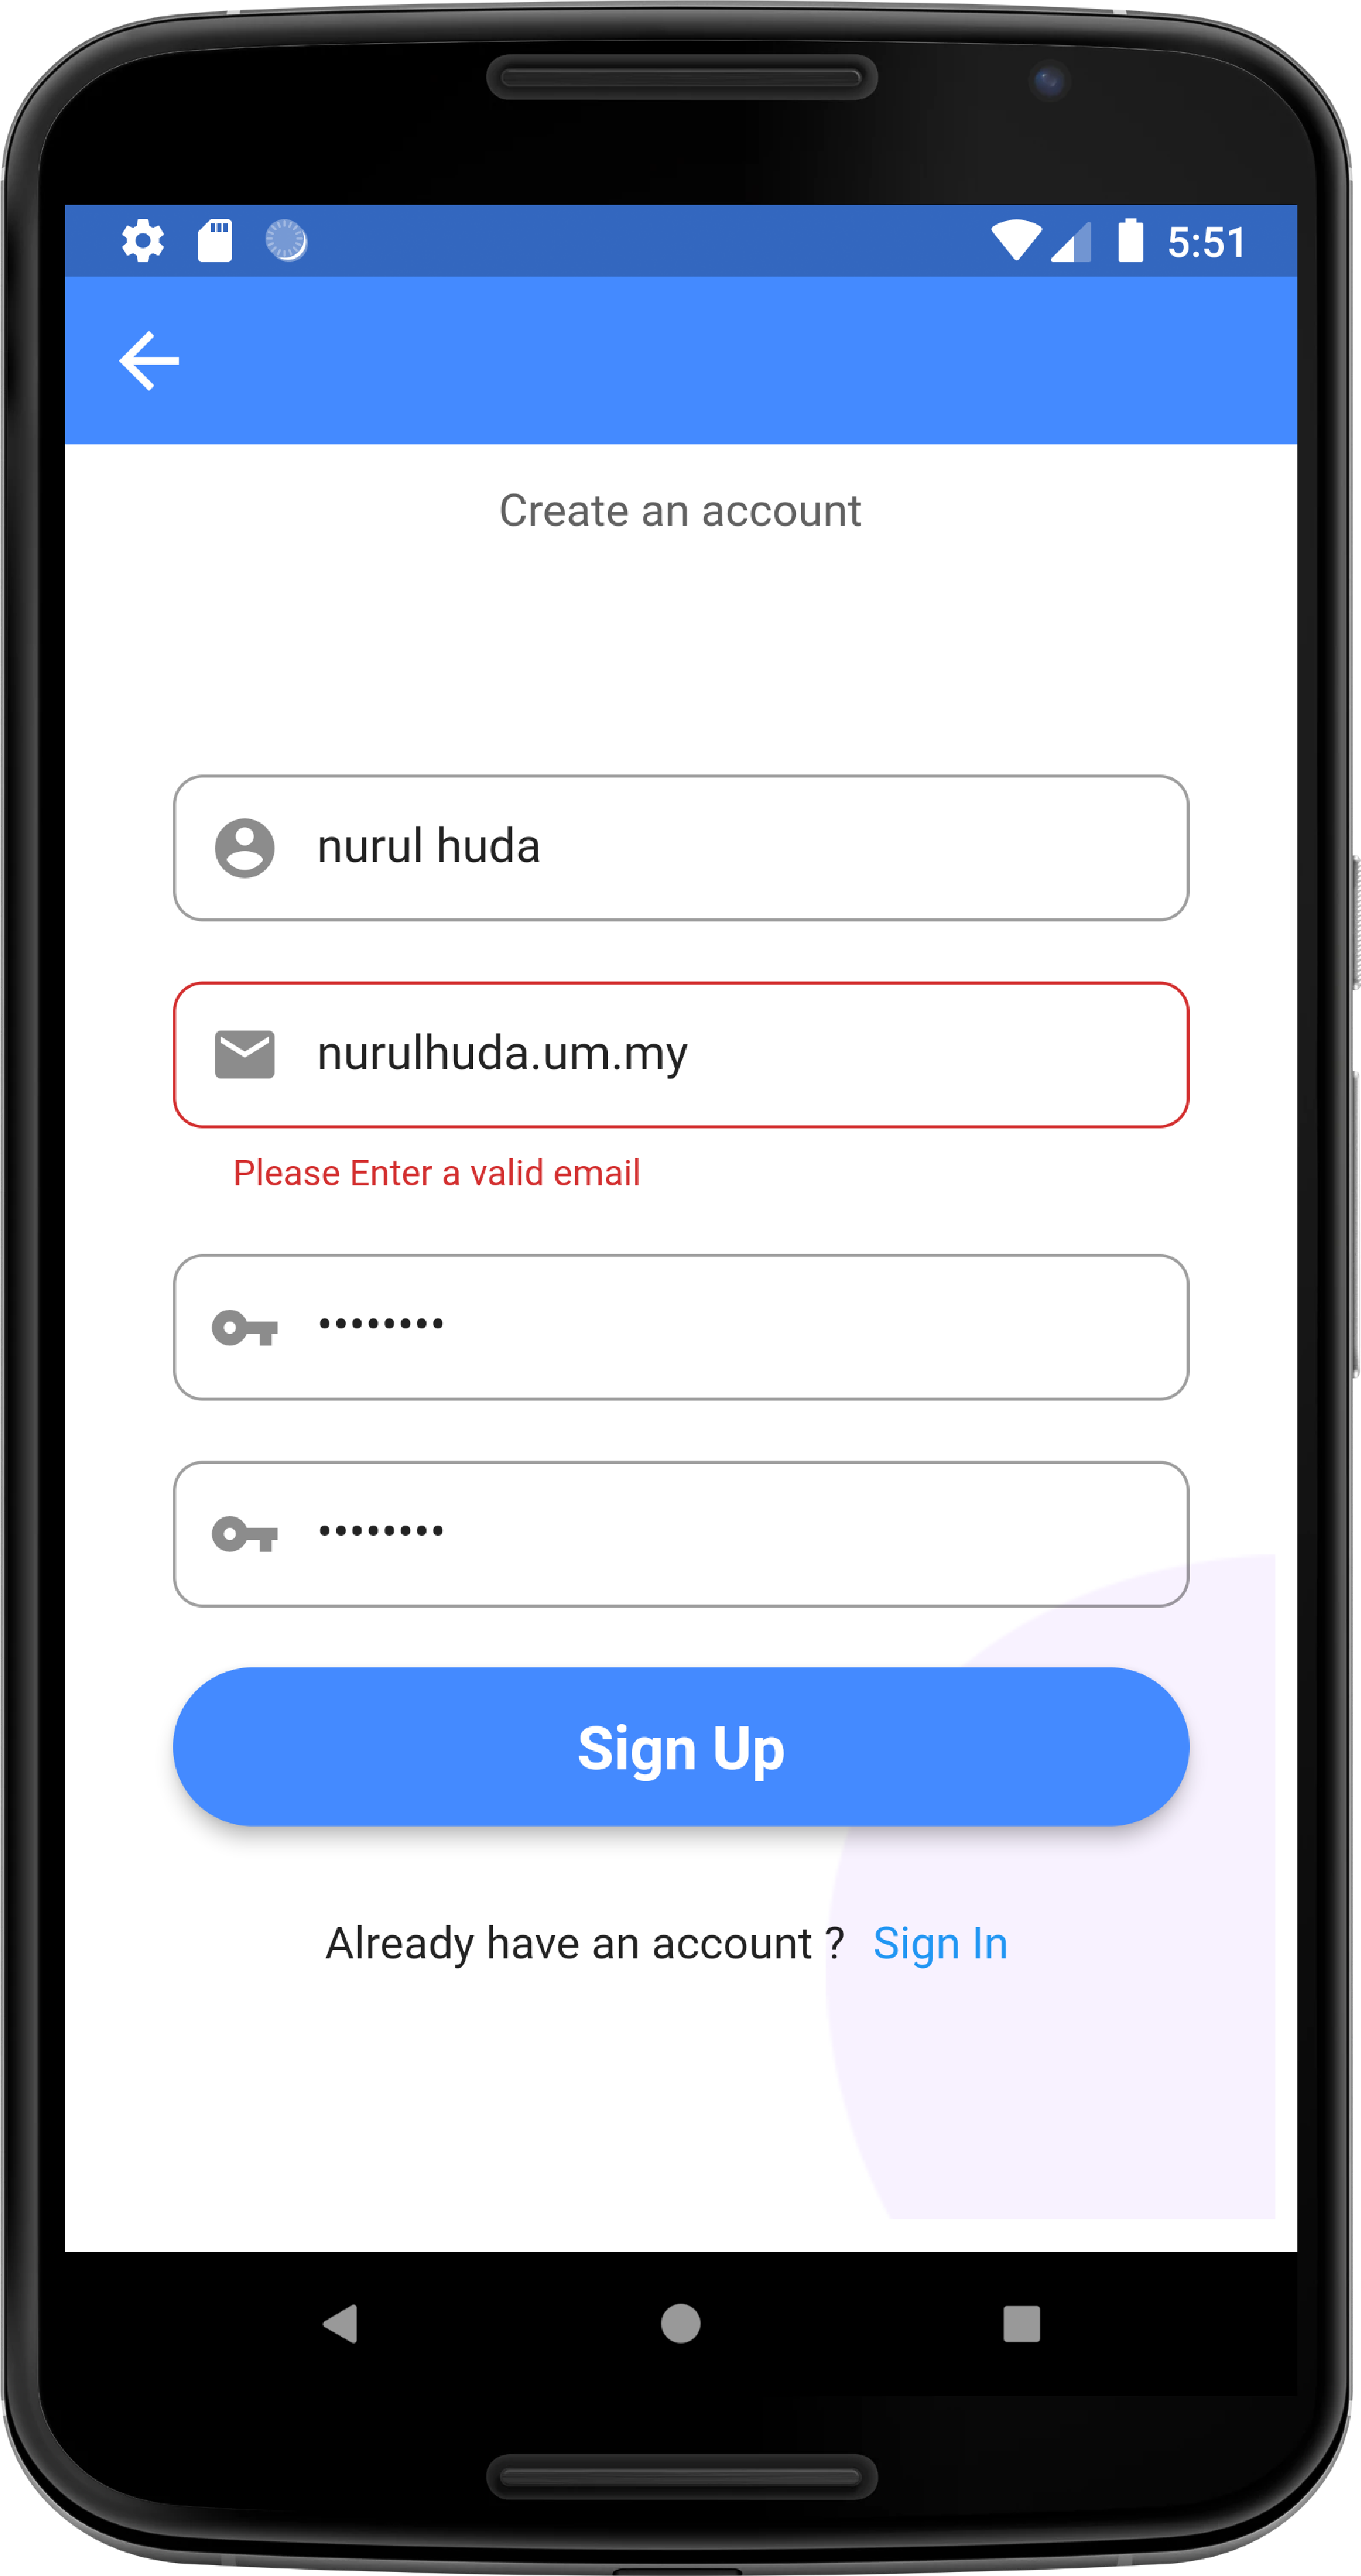 5:51
Create an account
nurul huda
nurulhuda.um.my
Please Enter a valid email
••••••••
••••••••
Sign Up
Already have an account ? Sign In